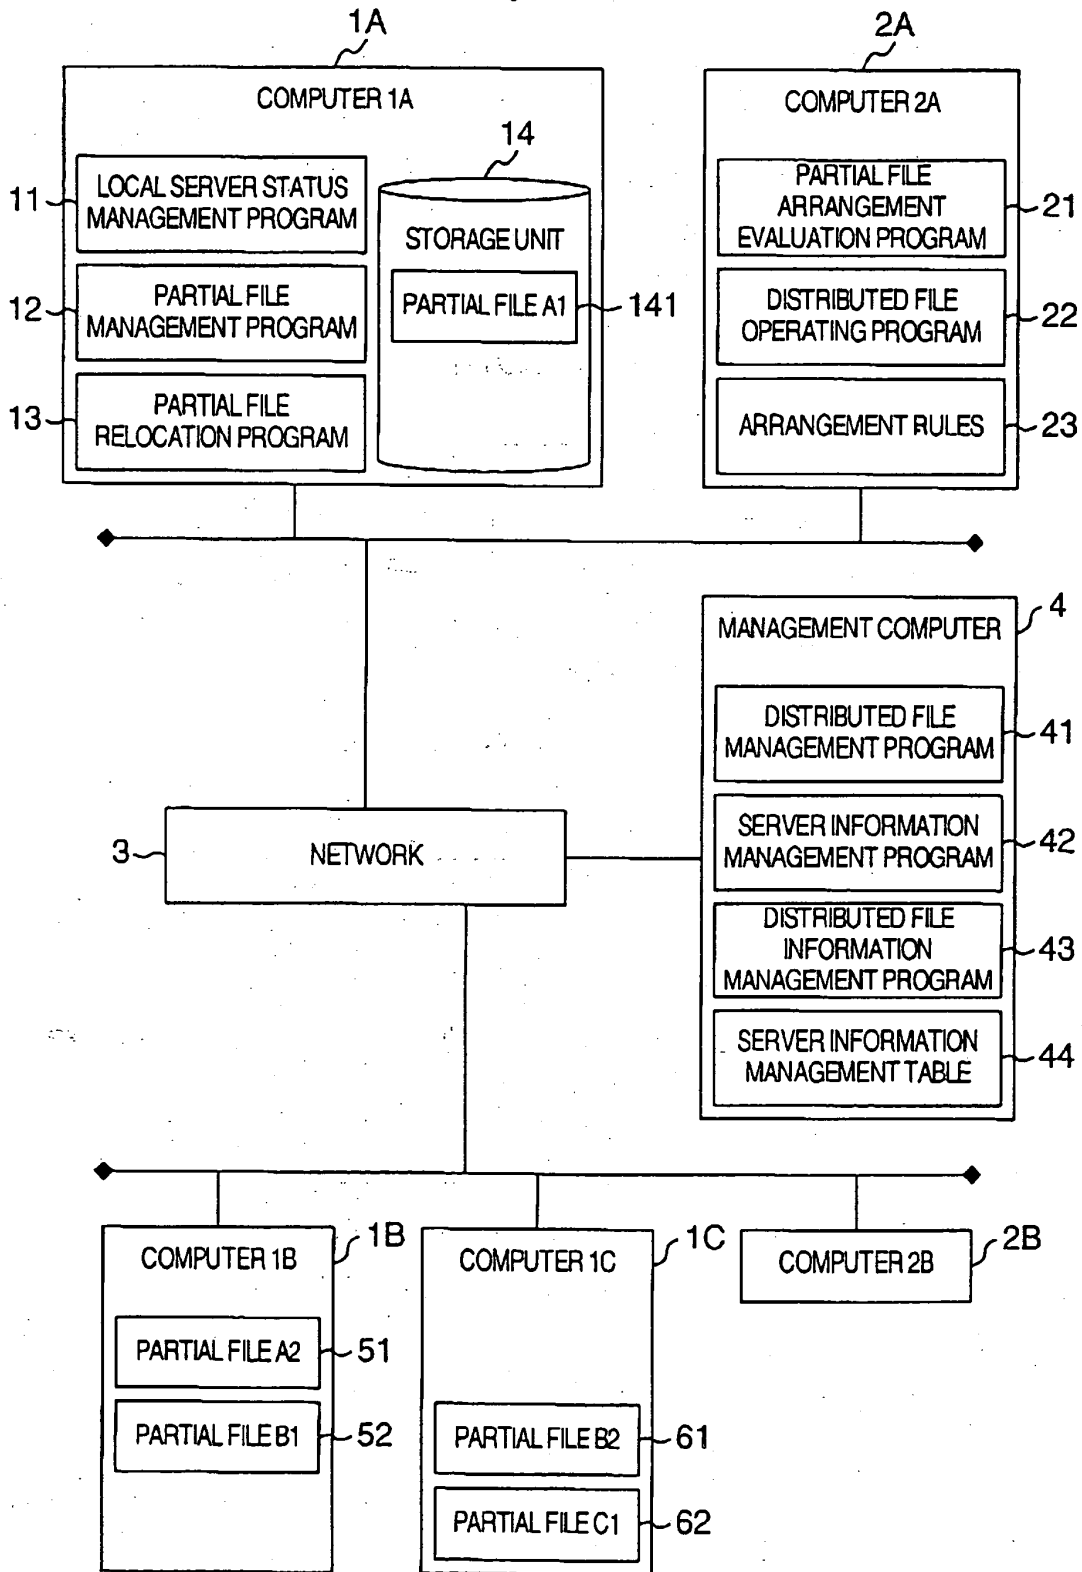 1A
2A
COMPUTER 1A
COMPUTER 2A
14
11
LOCAL SERVER STATUS
MANAGEMENT PROGRAM
STORAGE UNIT
PARTIAL FILE
ARRANGEMENT
EVALUATION PROGRAM
21
12
PARTIAL FILE
MANAGEMENT PROGRAM
PARTIAL FILE A1
141
DISTRIBUTED FILE
OPERATING PROGRAM
22
13
PARTIAL FILE
RELOCATION PROGRAM
ARRANGEMENT RULES
23
4
MANAGEMENT COMPUTER
DISTRIBUTED FILE
MANAGEMENT PROGRAM
41
3
NETWORK
SERVER INFORMATION
MANAGEMENT PROGRAM
42
DISTRIBUTED FILE
INFORMATION
MANAGEMENT PROGRAM
43
SERVER INFORMATION
MANAGEMENT TABLE
44
COMPUTER 1B
1B
COMPUTER 1C
1C
COMPUTER 2B
2B
PARTIAL FILE A2
51
PARTIAL FILE B1
52
PARTIAL FILE B2
61
PARTIAL FILE C1
62